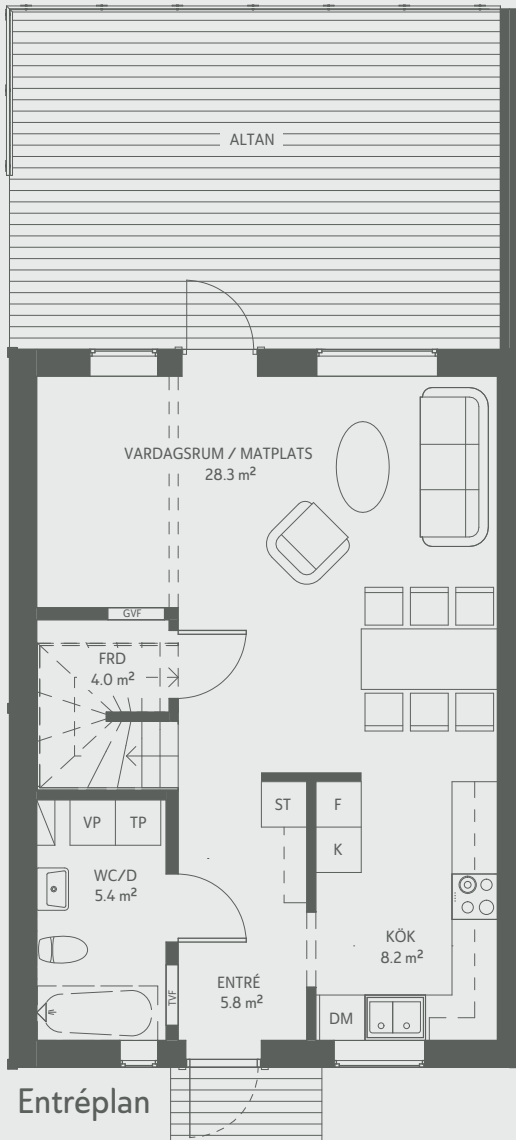 ALTAN
VARDAGSRUM / MATPLATS
28.3 m²
GVF
FRD
4.0 m²
ST
F
VP
TP
K
WC/D
5.4 m²
KÖK
8.2 m²
ENTRÉ
5.8 m²
TVF
DM
Entréplan